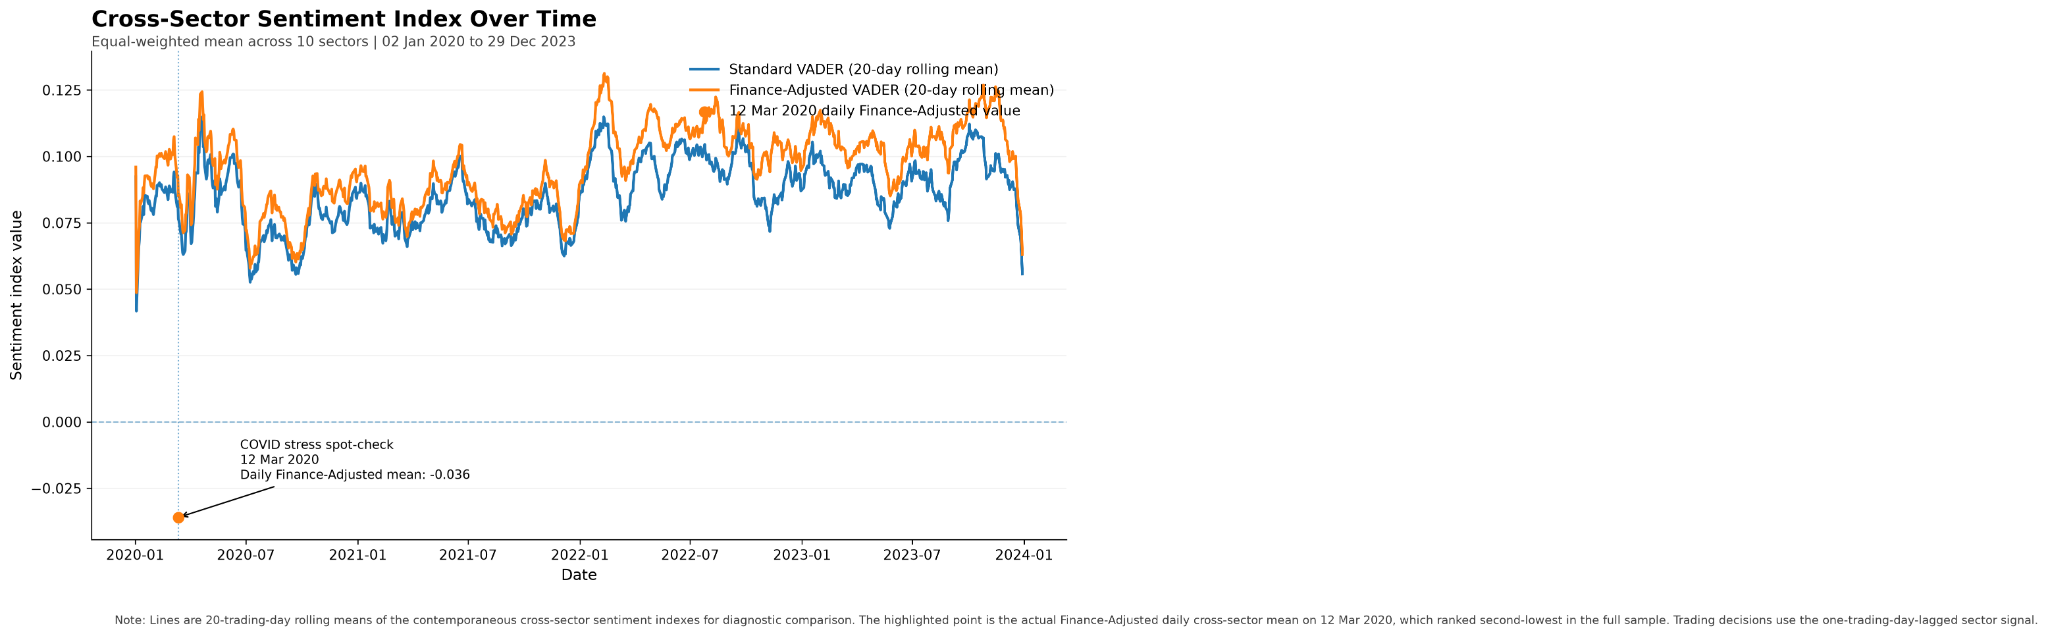 Cross-Sector Sentiment Index Over Time
Equal-weighted mean across 10 sectors | 02 Jan 2020 to 29 Dec 2023
Standard VADER (20-day rolling mean)
Finance-Adjusted VADER (20-day rolling mean)
12 Mar 2020 daily Finance-Adjusted value
Sentiment index value
0.125
0.100
0.075
0.050
0.025
0.000
−0.025
COVID stress spot-check
12 Mar 2020
Daily Finance-Adjusted mean: -0.036
2020-01 2020-07 2021-01 2021-07 2022-01 2022-07 2023-01 2023-07 2024-01
Date
Note: Lines are 20-trading-day rolling means of the contemporaneous cross-sector sentiment indexes for diagnostic comparison. The highlighted point is the actual Finance-Adjusted daily cross-sector mean on 12 Mar 2020, which ranked second-lowest in the full sample. Trading decisions use the one-trading-day-lagged sector signal.